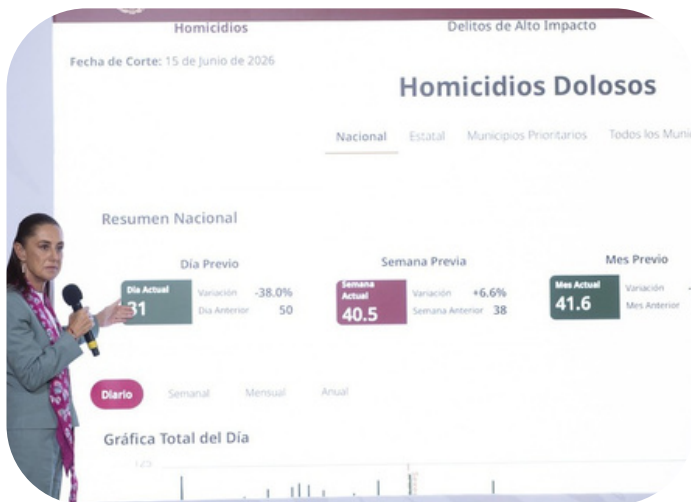 Homicidios
Delitos de Alto Impacto
Fecha de Corte: 15 de Junio de 2026
Homicidios Dolosos
Nacional Estatal Municipios Prioritarios Todos los
Resumen Nacional
Día Previo
Día Actual
31
Variación -38.0%
Día Anterior 50
Semana Previa
Semana Actual
40.5
Variación +6.6%
Semana Anterior 38
Mes Previo
Mes Actual
41.6
Variación
Mes Anterior
Diario Semanal Mensual Anual
Gráfica Total del Día
125